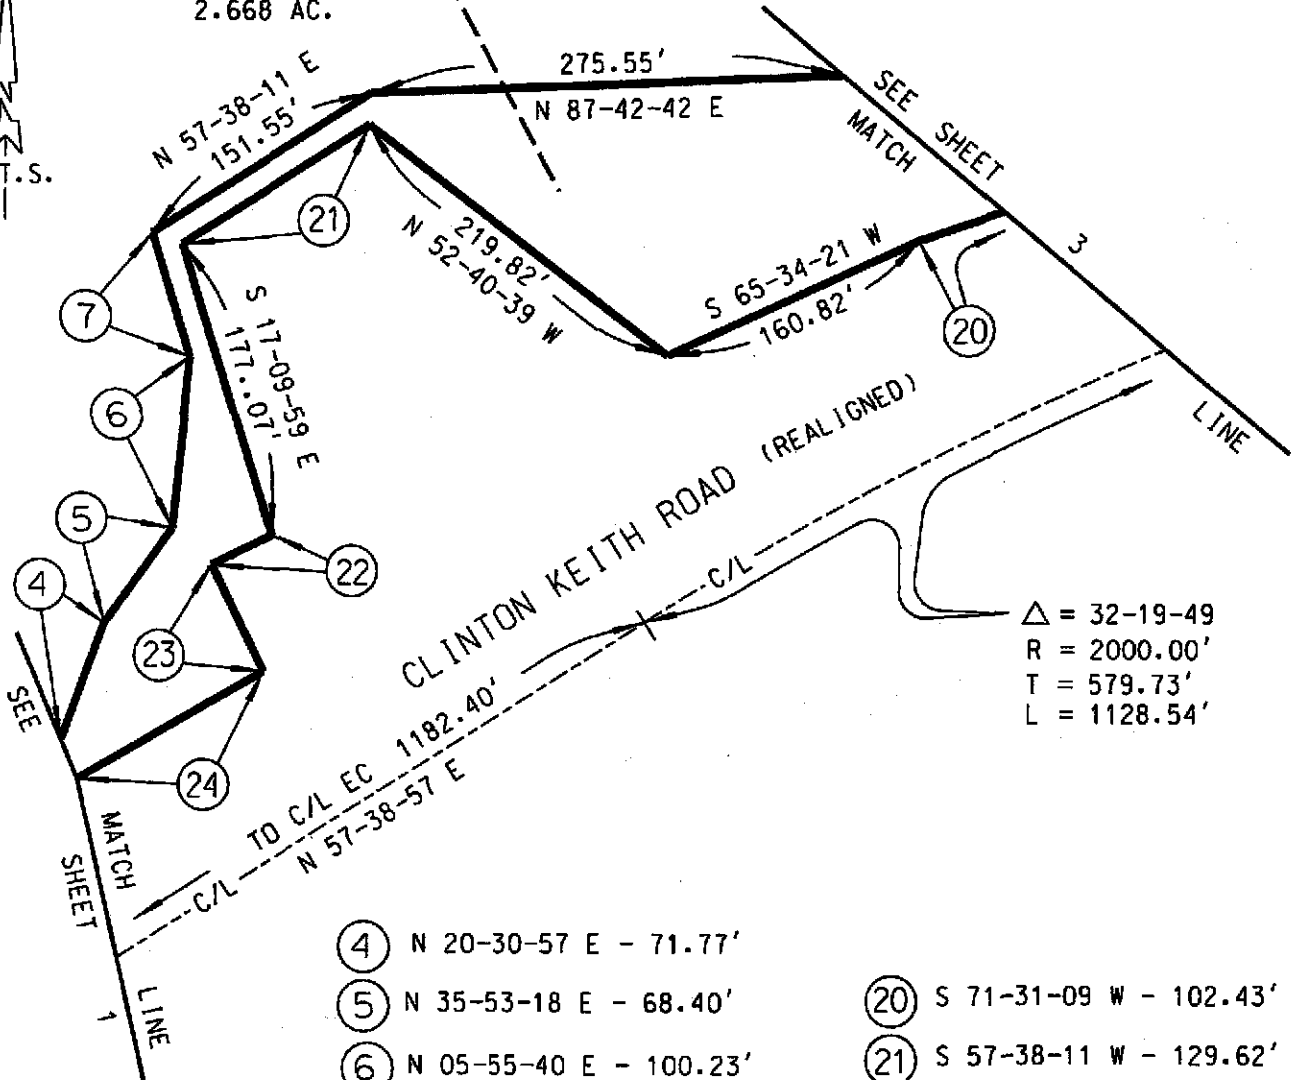 2.668 AC.
T.S.
N 57-38-11 E
151.55'
275.55'
N 87-42-42 E
SEE SHEET 3
MATCH LINE
21
219.82'
N 52-40-39 W
S 65-34-21 W
160.82'
20
7
S 17-09-59 E
177..07'
6
5
4
22
23
24
CLINTON KEITH ROAD (REALIGNED)
C/L
△ = 32-19-49
R = 2000.00'
T = 579.73'
L = 1128.54'
TO C/L EC 1182.40'
N 57-38-57 E
C/L
SEE SHEET 1
MATCH LINE
4 N 20-30-57 E - 71.77'
5 N 35-53-18 E - 68.40'
6 N 05-55-40 E - 100.23'
20 S 71-31-09 W - 102.43'
21 S 57-38-11 W - 129.62'